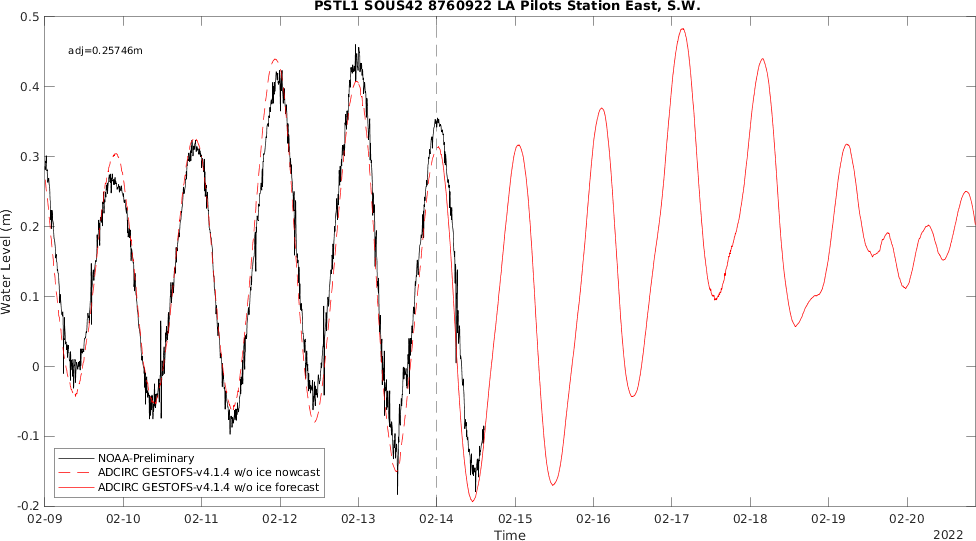 PSTL1 SOUS42 8760922 LA Pilots Station East, S.W.
adj=0.25746m
0.5
0.4
0.3
0.2
0.1
0
-0.1
-0.2
Water Level (m)
NOAA-Preliminary
ADCIRC GESTOFS-v4.1.4 w/o ice nowcast
ADCIRC GESTOFS-v4.1.4 w/o ice forecast
02-09 02-10 02-11 02-12 02-13 02-14 02-15 02-16 02-17 02-18 02-19 02-20
Time
2022